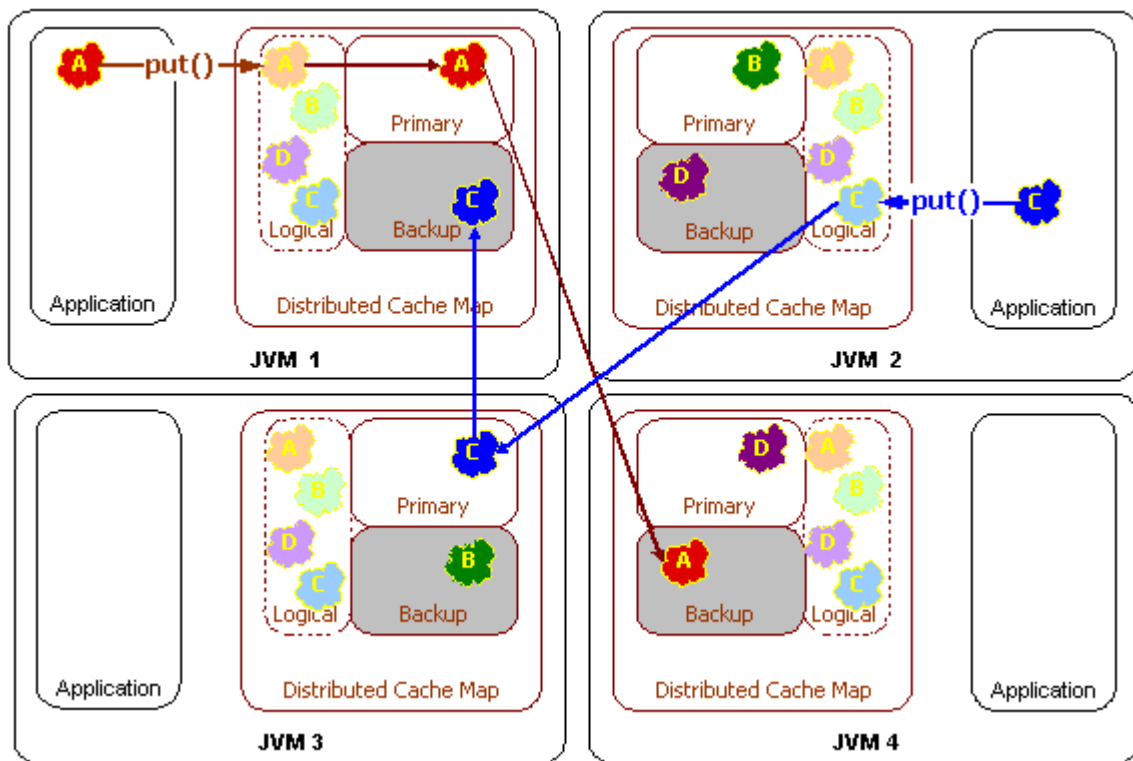 A put() A A
B
Primary
D
C C
Logical Backup
Application
Distributed Cache Map
JVM 1
B A
B
Primary
D D
C put() C
Backup Logical
Distributed Cache Map
Application
JVM 2
A C
B
Primary
D B
C
Logical Backup
Application
Distributed Cache Map
JVM 3
D A
B
Primary
A D
C
Backup Logical
Distributed Cache Map
Application
JVM 4